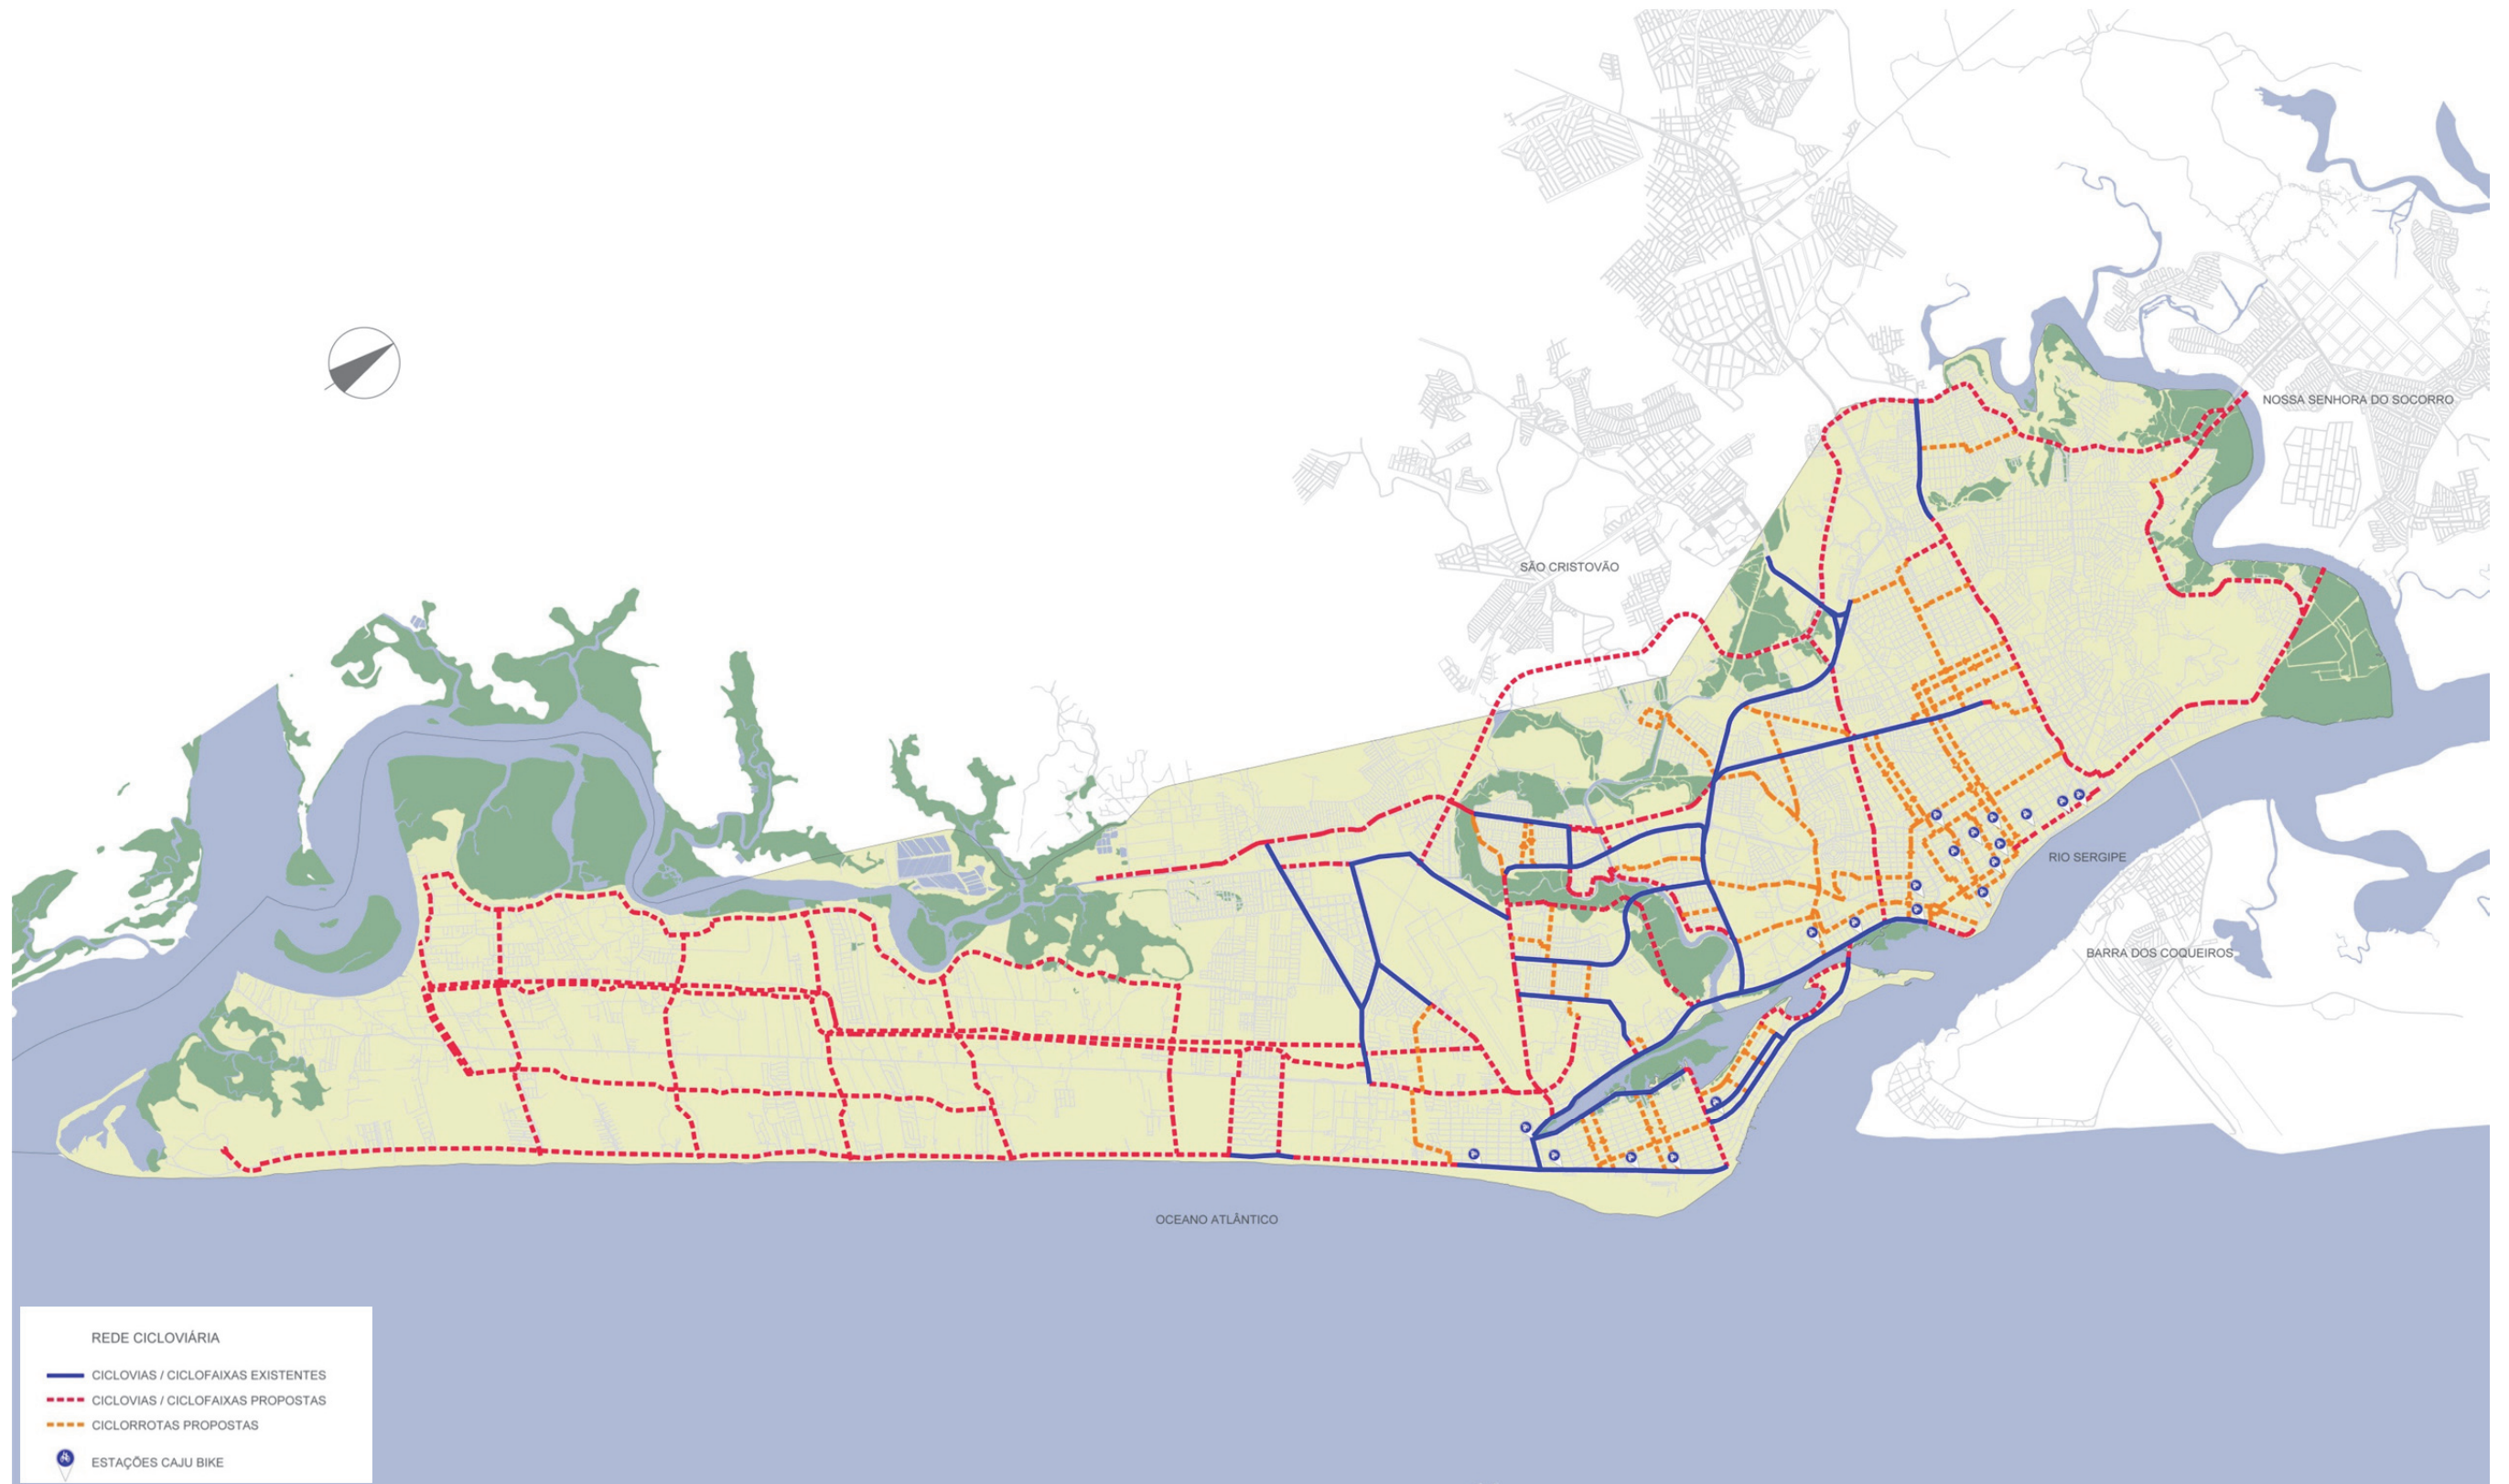 NOSSA SENHORA DO SOCORRO
SÃO CRISTOVÃO
RIO SERGIPE
BARRA DOS COQUEIROS
OCEANO ATLÂNTICO
REDE CICLOVIÁRIA
CICLOVIAS / CICLOFAIXAS EXISTENTES
CICLOVIAS / CICLOFAIXAS PROPOSTAS
CICLORROTAS PROPOSTAS
ESTAÇÕES CAJU BIKE